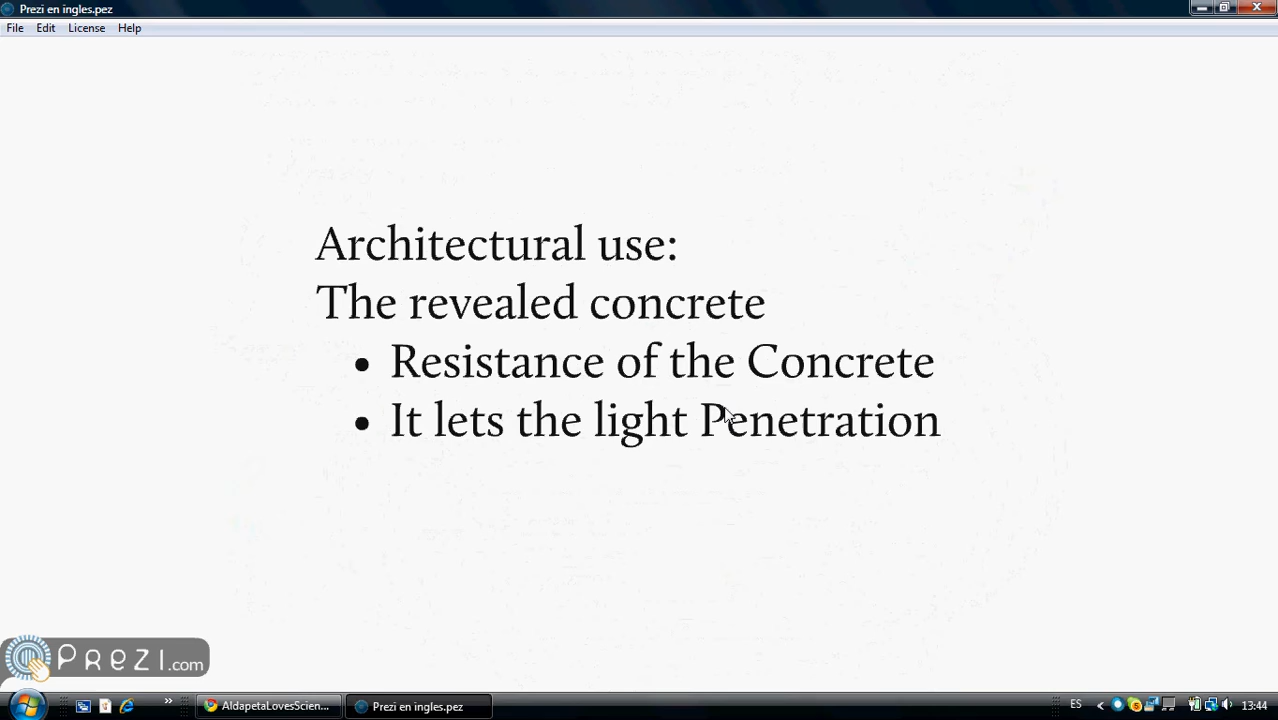 Prezi en ingles.pez
File Edit License Help
Architectural use:
The revealed concrete
• Resistance of the Concrete
• It lets the light Penetration
Prezi.com
AldapetaLovesScien... Prezi en ingles.pez ES 13:44